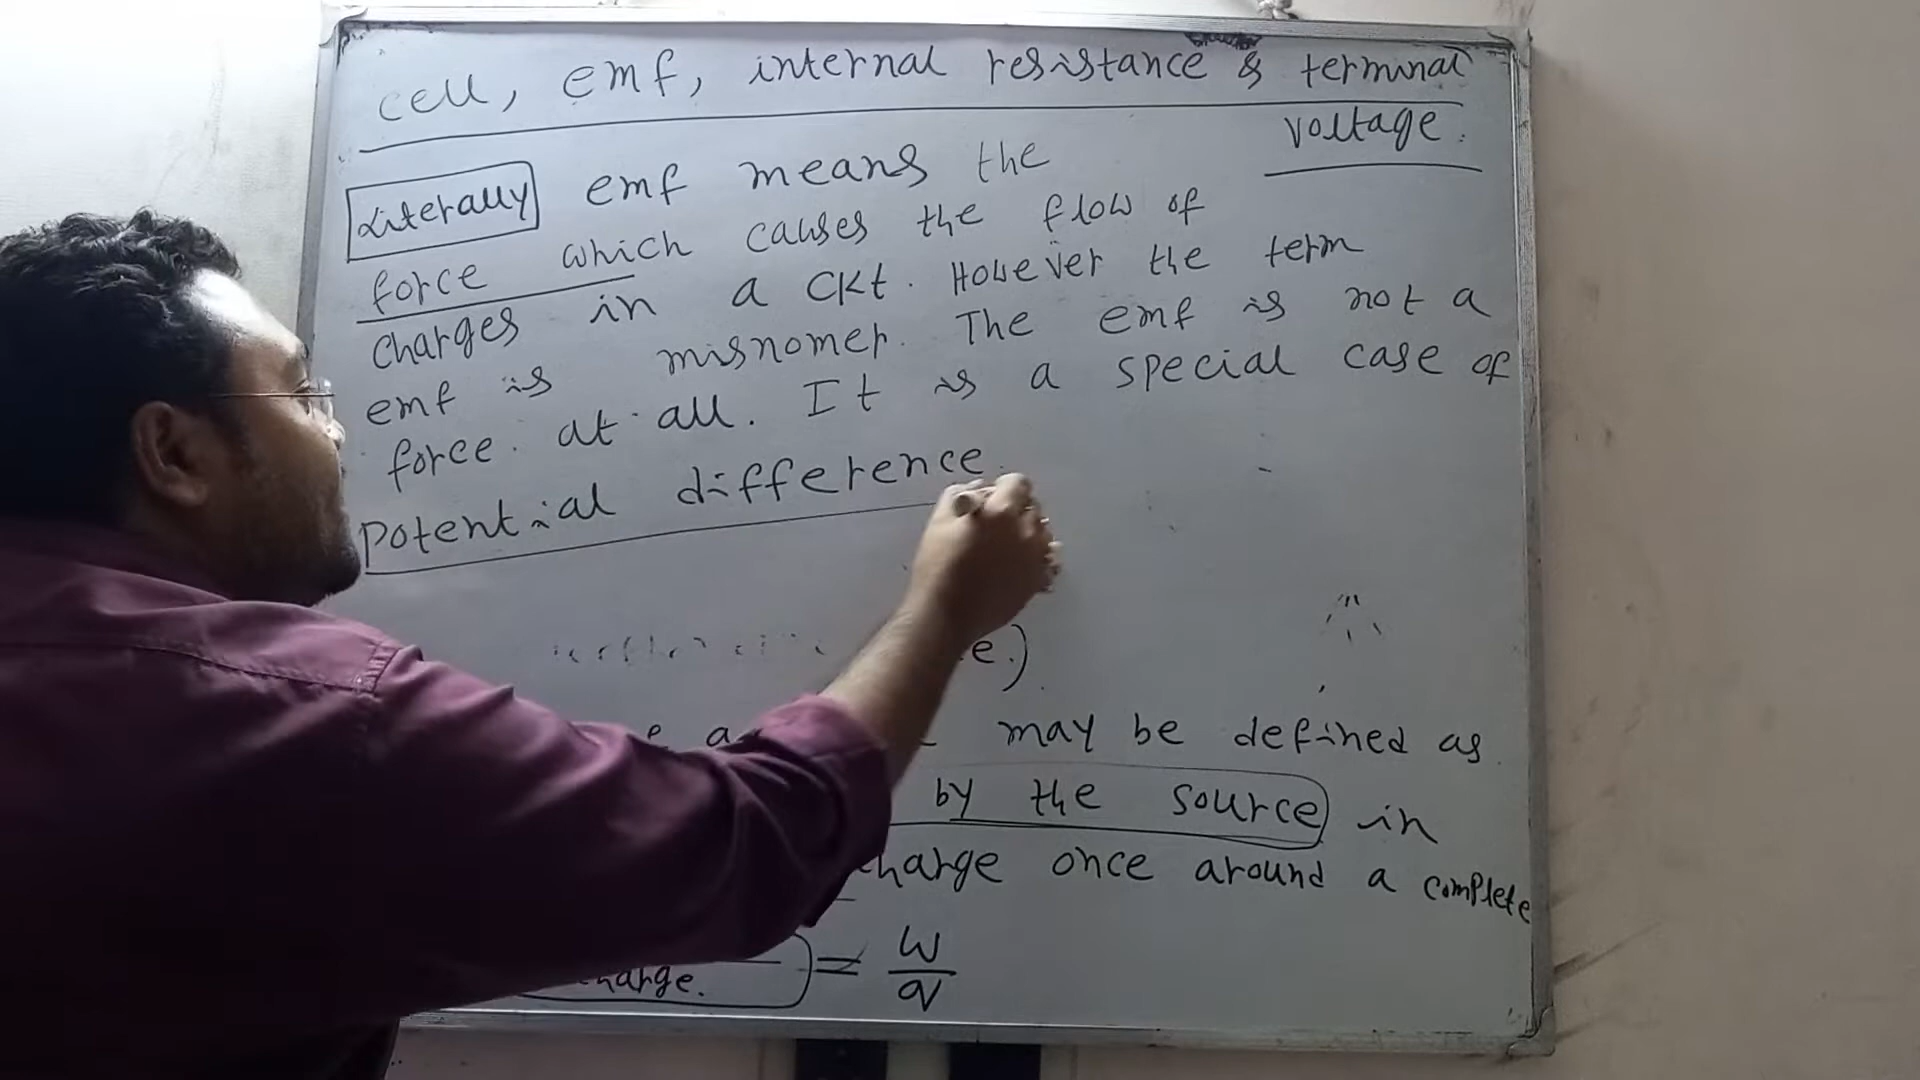 cell, emf, internal resistance & terminal
voltage.
Literally emf means the
force which causes the flow of
charges in a ckt. However the term
emf is misnomer. The emf is not a
force. at all. It is a special case of
potential difference.
may be defined as
by the source in
charge once around a complete
charge. = W/q